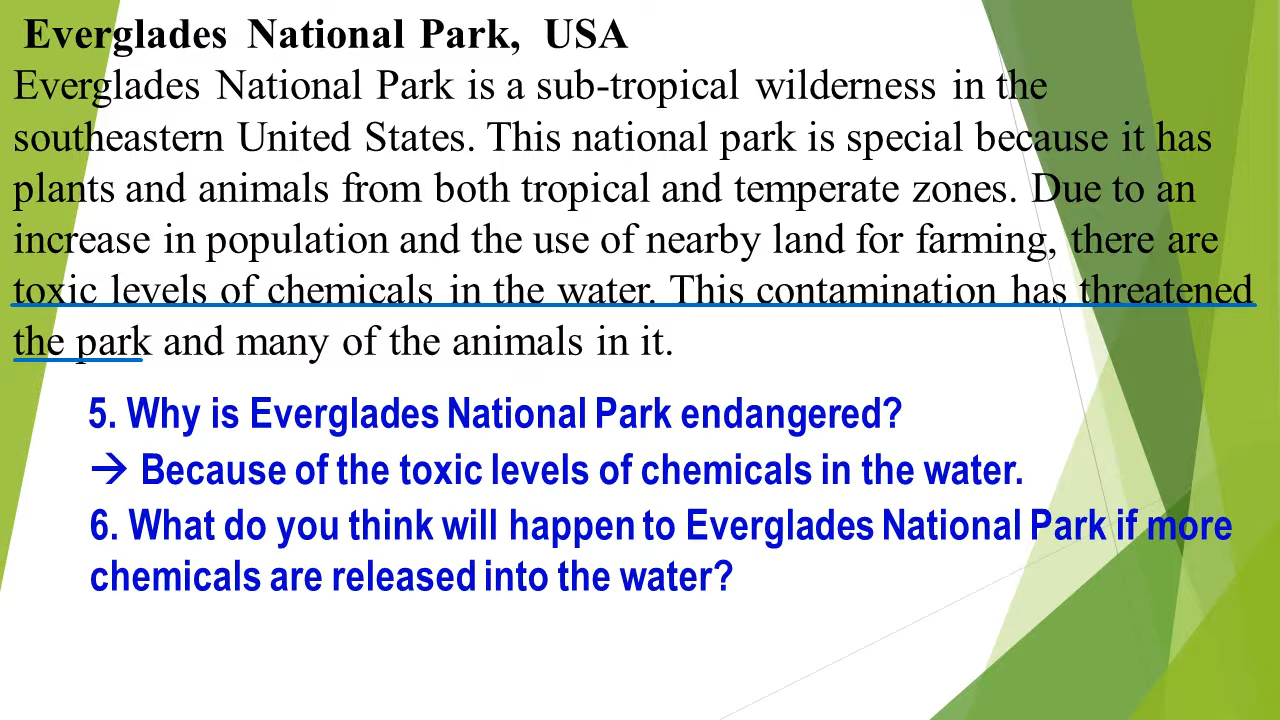 Everglades National Park, USA
Everglades National Park is a sub-tropical wilderness in the
southeastern United States. This national park is special because it has
plants and animals from both tropical and temperate zones. Due to an
increase in population and the use of nearby land for farming, there are
toxic levels of chemicals in the water. This contamination has threatened
the park and many of the animals in it.
5. Why is Everglades National Park endangered?
→ Because of the toxic levels of chemicals in the water.
6. What do you think will happen to Everglades National Park if more
chemicals are released into the water?